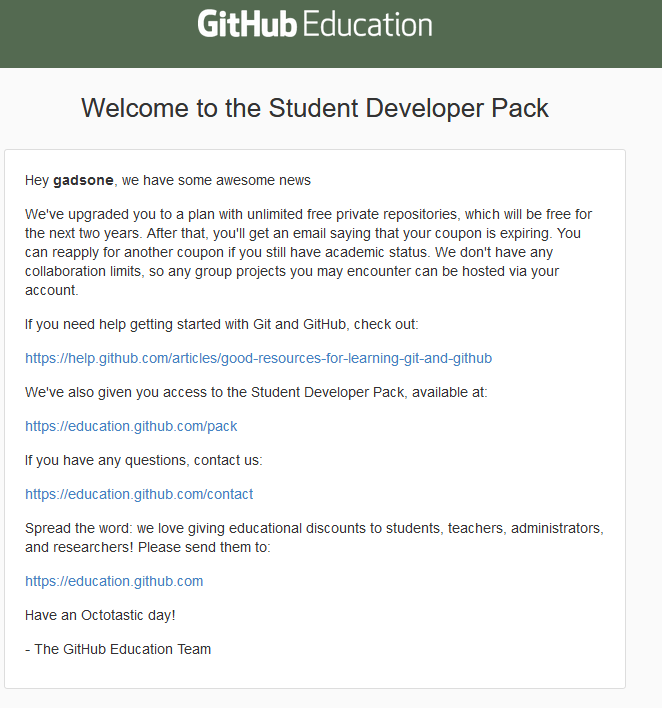 GitHub Education
Welcome to the Student Developer Pack
Hey gadsone, we have some awesome news
We've upgraded you to a plan with unlimited free private repositories, which will be free for
the next two years. After that, you'll get an email saying that your coupon is expiring. You
can reapply for another coupon if you still have academic status. We don't have any
collaboration limits, so any group projects you may encounter can be hosted via your
account.
If you need help getting started with Git and GitHub, check out:
https://help.github.com/articles/good-resources-for-learning-git-and-github
We've also given you access to the Student Developer Pack, available at:
https://education.github.com/pack
If you have any questions, contact us:
https://education.github.com/contact
Spread the word: we love giving educational discounts to students, teachers, administrators,
and researchers! Please send them to:
https://education.github.com
Have an Octotastic day!
- The GitHub Education Team